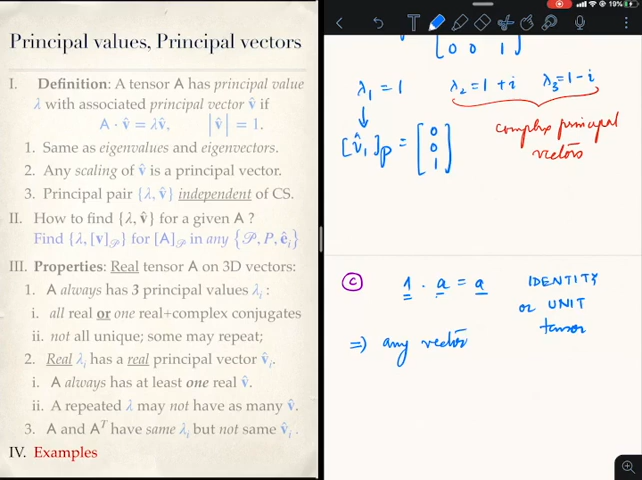 Principal values, Principal vectors
I. Definition: A tensor A has principal value
λ with associated principal vector v̂ if
A · v̂ = λv̂, |v̂| = 1.
1. Same as eigenvalues and eigenvectors.
2. Any scaling of v̂ is a principal vector.
3. Principal pair {λ, v̂} independent of CS.
II. How to find {λ, v̂} for a given A ?
Find {λ, [v]𝒫} for [A]𝒫 in any {𝒫, P, êᵢ}
III. Properties: Real tensor A on 3D vectors:
1. A always has 3 principal values λᵢ :
i. all real or one real+complex conjugates
ii. not all unique; some may repeat;
2. Real λᵢ has a real principal vector v̂ᵢ.
i. A always has at least one real v̂.
ii. A repeated λ may not have as many v̂.
3. A and Aᵀ have same λᵢ but not same v̂ᵢ .
IV. Examples
19%
T
[0 0 1]
λ₁ = 1 λ₂ = 1 + i λ₃ = 1 − i
complex principal
vectors
[v̂₁]P = [0
0
1]
C 1 · a = a IDENTITY
or UNIT
tensor
⇒ any vector